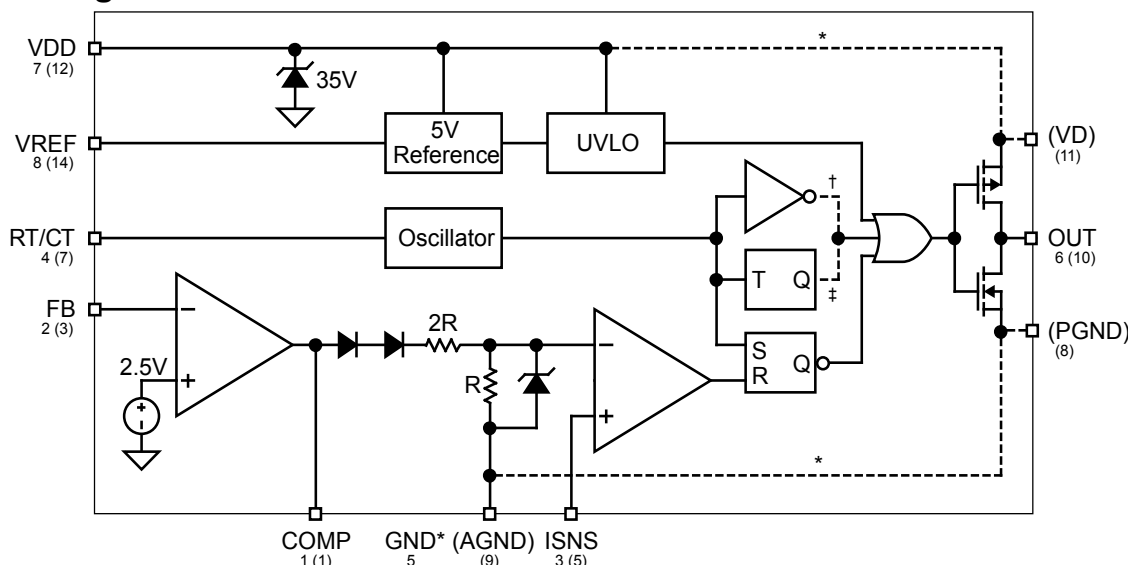 VDD
7 (12)
*
35V
VREF
8 (14)
5V
Reference
UVLO
(VD)
(11)
†
RT/CT
4 (7)
Oscillator
OUT
6 (10)
T Q
‡
FB
2 (3)
−
2R
2.5V
+
+
−
R
−
+
S
R
Q
(PGND)
(8)
*
COMP
1 (1)
GND* (AGND)
5 (9)
ISNS
3 (5)